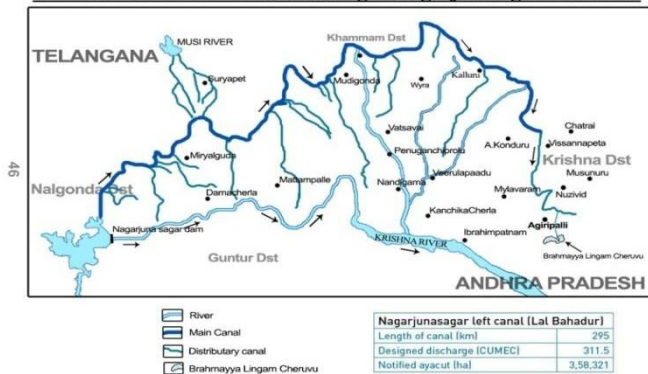 TELANGANA
MUSI RIVER
Khammam Dst
Suryapet
Mudigonda
Wyra
Kalluru
Vatsavai
Chatrai
A.Konduru
Vissannapeta
Penuganchiprolu
Krishna Dst
Miryalguda
Musunuru
Veerulapaadu
Nalgonda Dst
Mattampalle
Nandigama
Mylavaram
Nuzivid
Damacherla
KanchikaCherla
Agiripalli
Nagarjuna sagar dam
Ibrahimpatnam
KRISHNA RIVER
Brahmayya Lingam Cheruvu
Guntur Dst
ANDHRA PRADESH
46
River
Main Canal
Distributary canal
Brahmayya Lingam Cheruvu
Nagarjunasagar left canal (Lal Bahadur)
Length of canal (km) 295
Designed discharge (CUMEC) 311.5
Notified ayacut (ha) 3,58,321